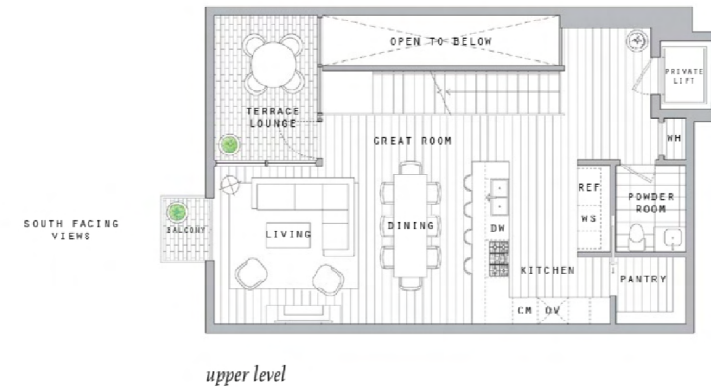 OPEN TO BELOW
PRIVATE
LIFT
TERRACE
LOUNGE
GREAT ROOM
WH
REF
WS
POWDER
ROOM
SOUTH FACING
VIEWS
BALCONY
LIVING
DINING
DW
KITCHEN
PANTRY
CM OV
upper level